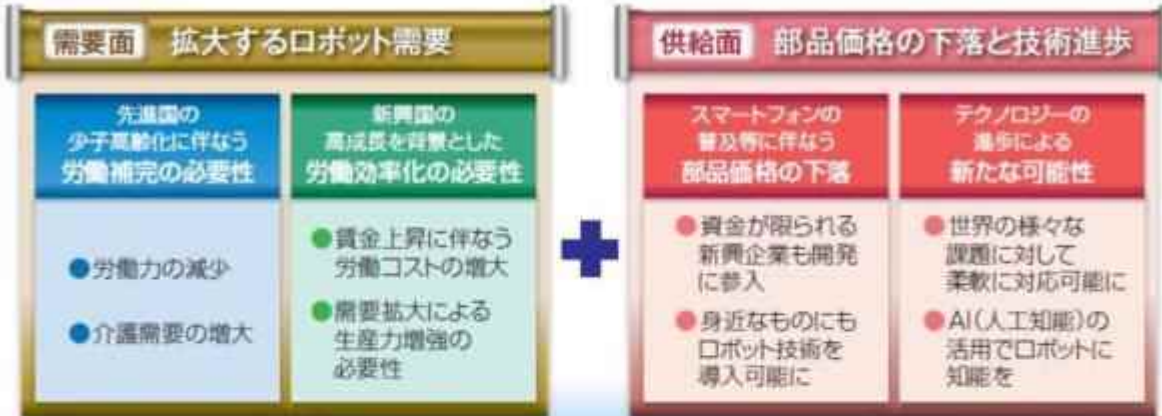 需要面 拡大するロボット需要
先進国の
少子高齢化に伴なう
労働補完の必要性
●労働力の減少
●介護需要の増大
新興国の
高成長を背景とした
労働効率化の必要性
●賃金上昇に伴なう
労働コストの増大
●需要拡大による
生産力増強の
必要性
供給面 部品価格の下落と技術進歩
スマートフォンの
普及等に伴なう
部品価格の下落
●資金が限られる
新興企業も開発
に参入
●身近なものにも
ロボット技術を
導入可能に
テクノロジーの
進歩による
新たな可能性
●世界の様々な
課題に対して
柔軟に対応可能に
●AI(人工知能)の
活用でロボットに
知能を